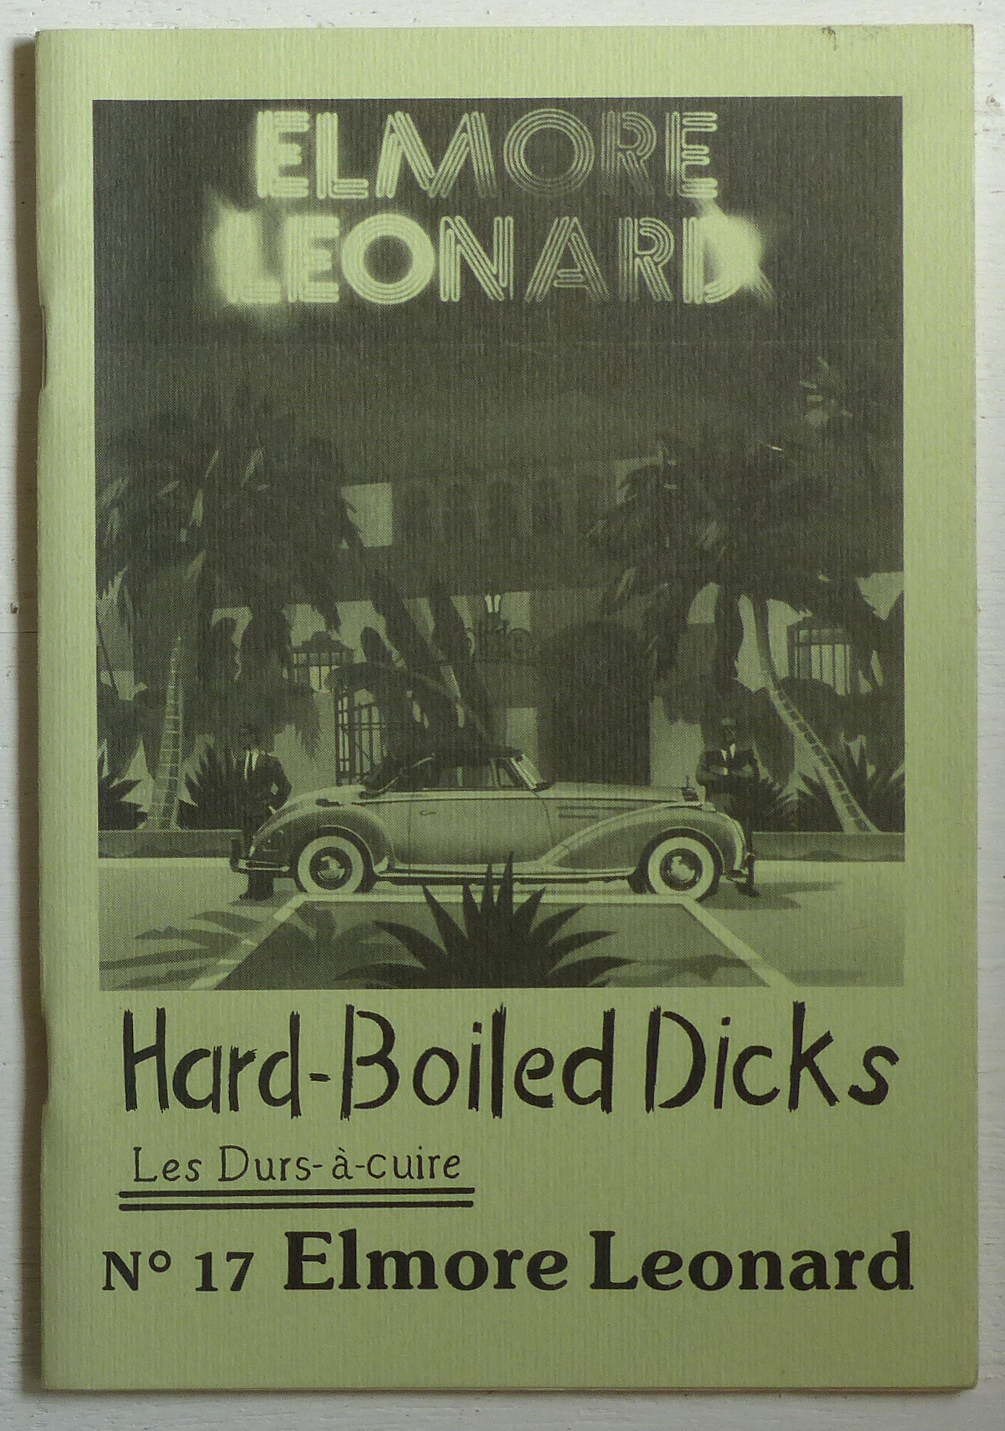 ELMORE
LEONARD
Hard-Boiled Dicks
Les Durs-à-cuire
N° 17 Elmore Leonard